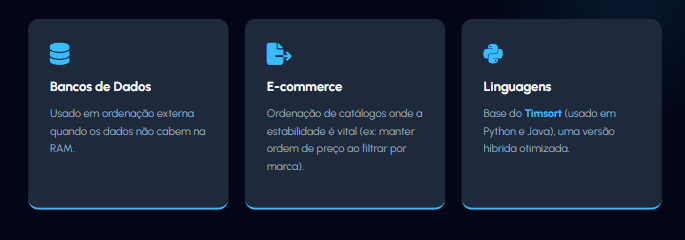 Bancos de Dados
Usado em ordenação externa
quando os dados não cabem na
RAM.
E-commerce
Ordenação de catálogos onde a
estabilidade é vital (ex: manter
ordem de preço ao filtrar por
marca).
Linguagens
Base do Timsort (usado em
Python e Java), uma versão
híbrida otimizada.